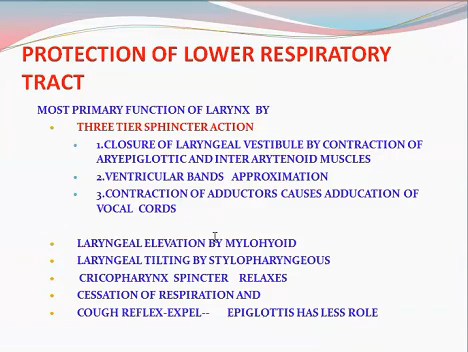 PROTECTION OF LOWER RESPIRATORY
TRACT
MOST PRIMARY FUNCTION OF LARYNX BY
THREE TIER SPHINCTER ACTION
1.CLOSURE OF LARYNGEAL VESTIBULE BY CONTRACTION OF
ARYEPIGLOTTIC AND INTER ARYTENOID MUSCLES
2.VENTRICULAR BANDS APPROXIMATION
3.CONTRACTION OF ADDUCTORS CAUSES ADDUCATION OF
VOCAL CORDS
LARYNGEAL ELEVATION BY MYLOHYOID
LARYNGEAL TILTING BY STYLOPHARYNGEOUS
CRICOPHARYNX SPINCTER RELAXES
CESSATION OF RESPIRATION AND
COUGH REFLEX-EXPEL-- EPIGLOTTIS HAS LESS ROLE